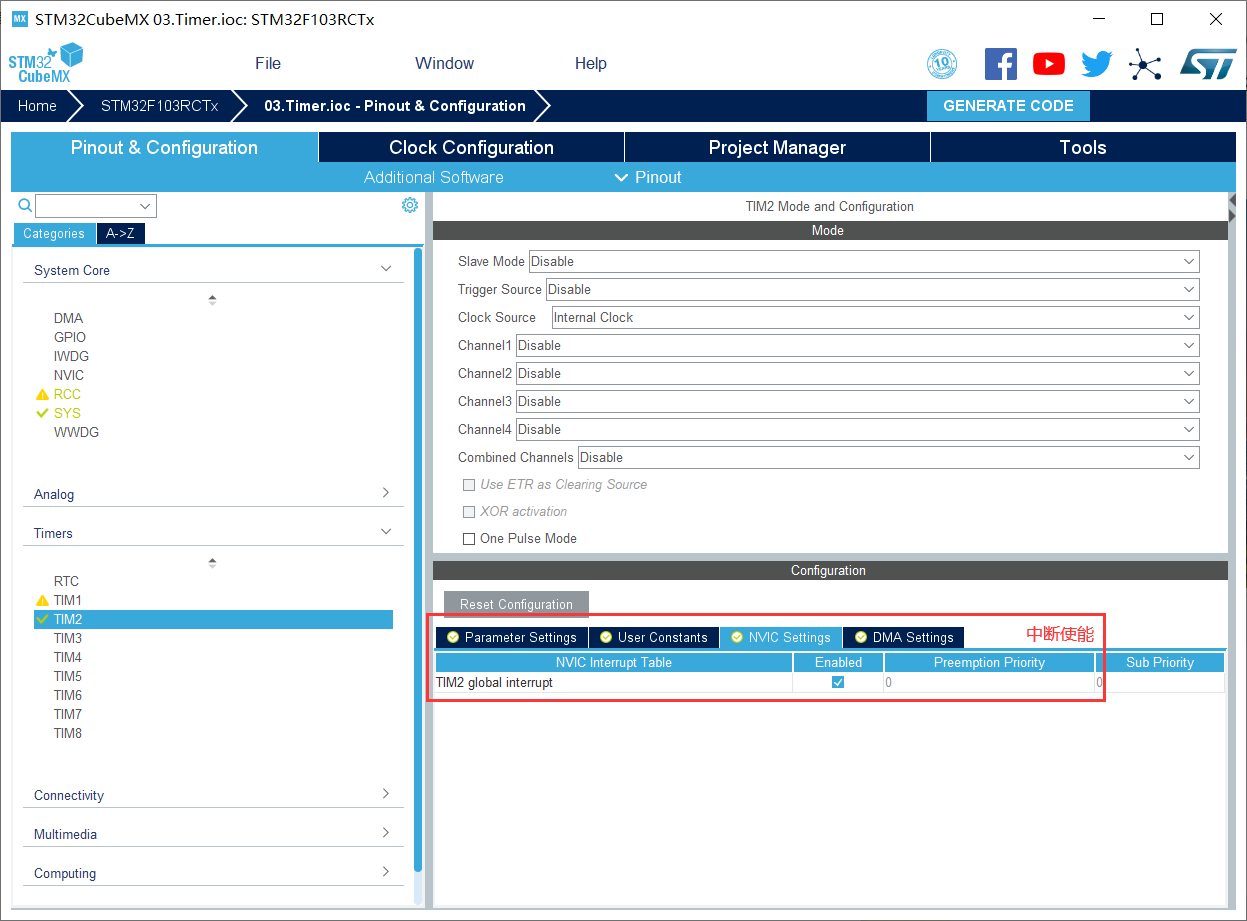 MX STM32CubeMX 03.Timer.ioc: STM32F103RCTx
STM32 CubeMX
File Window Help
10
ST
Home STM32F103RCTx 03.Timer.ioc - Pinout & Configuration GENERATE CODE
Pinout & Configuration Clock Configuration Project Manager Tools
Additional Software Pinout
Categories A->Z
System Core
DMA
GPIO
IWDG
NVIC
RCC
SYS
WWDG
Analog
Timers
RTC
TIM1
TIM2
TIM3
TIM4
TIM5
TIM6
TIM7
TIM8
Connectivity
Multimedia
Computing
TIM2 Mode and Configuration
Mode
Slave Mode Disable
Trigger Source Disable
Clock Source Internal Clock
Channel1 Disable
Channel2 Disable
Channel3 Disable
Channel4 Disable
Combined Channels Disable
Use ETR as Clearing Source
XOR activation
One Pulse Mode
Configuration
Reset Configuration
Parameter Settings User Constants NVIC Settings DMA Settings 中断使能
NVIC Interrupt Table Enabled Preemption Priority Sub Priority
TIM2 global interrupt 0 0